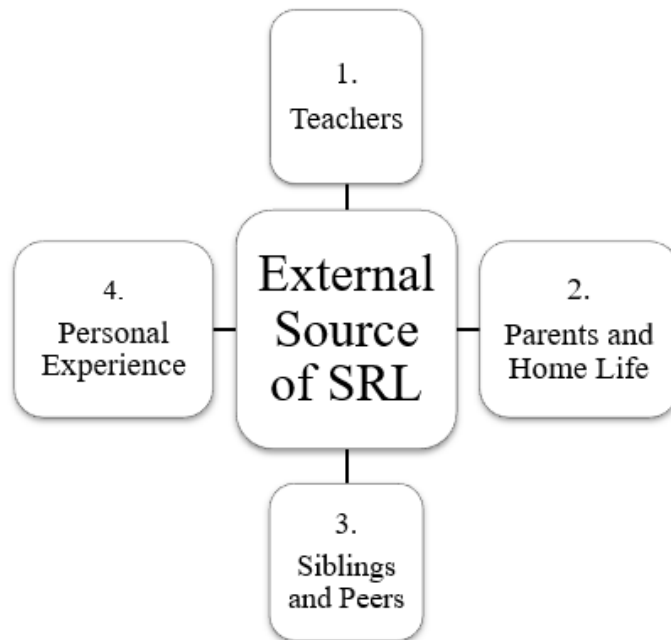 1.
Teachers
External
Source
of SRL
2.
Parents and
Home Life
3.
Siblings
and Peers
4.
Personal
Experience